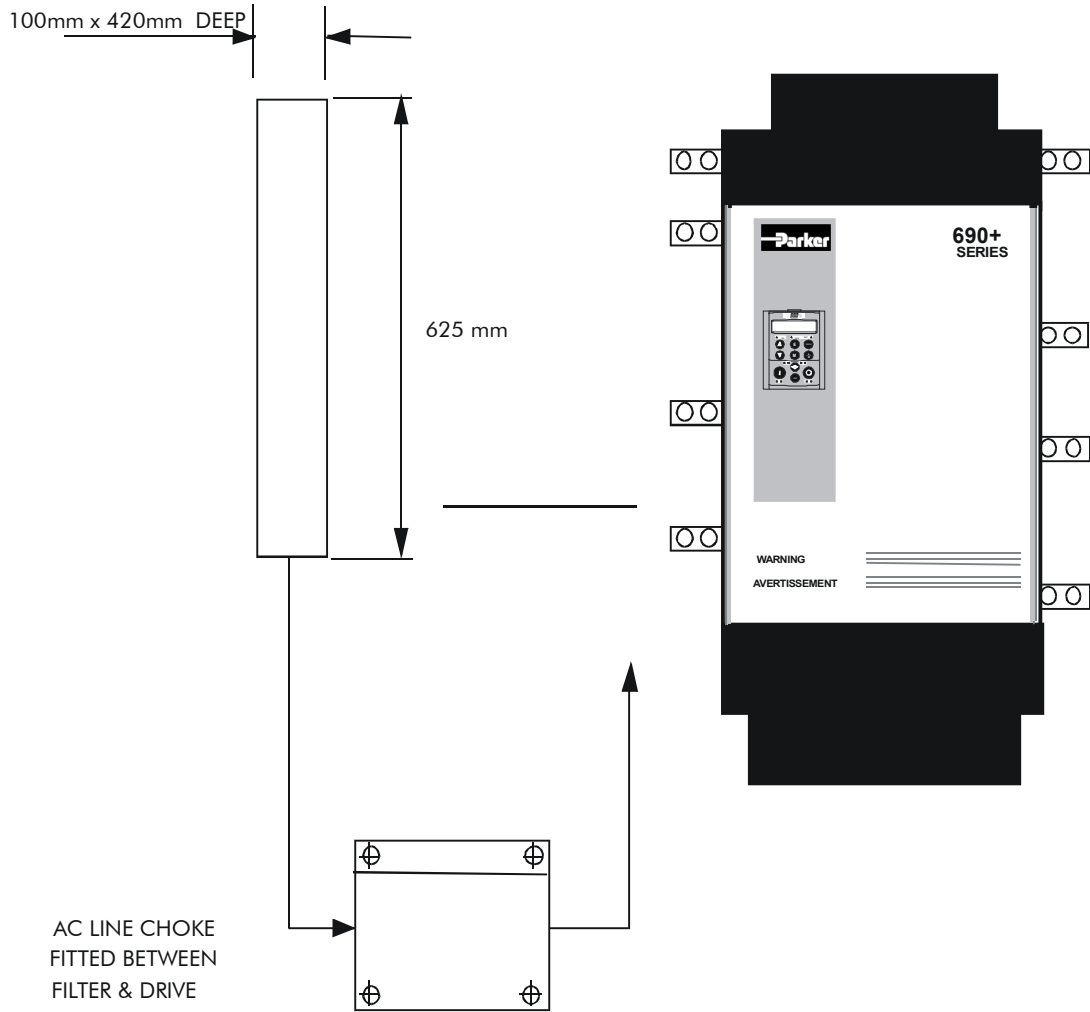 100mm x 420mm DEEP
Parker
690+
SERIES
625 mm
WARNING
AVERTISSEMENT
AC LINE CHOKE
FITTED BETWEEN
FILTER & DRIVE